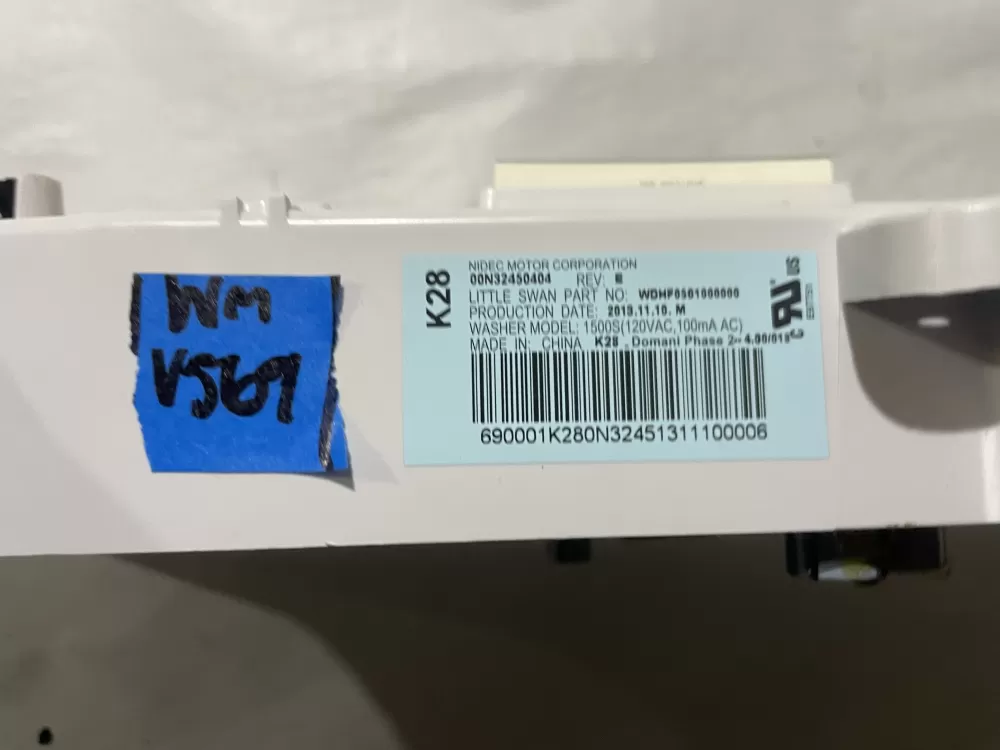 WM
V569
K28
NIDEC MOTOR CORPORATION
00N32450404 REV: E
LITTLE SWAN PART NO:
PRODUCTION DATE: 2013.11.10. M
WASHER MODEL: 1500S(120VAC,100mA AC)
MADE IN: CHINA K28 Domani Phase 2
690001K280N32451311100006
US